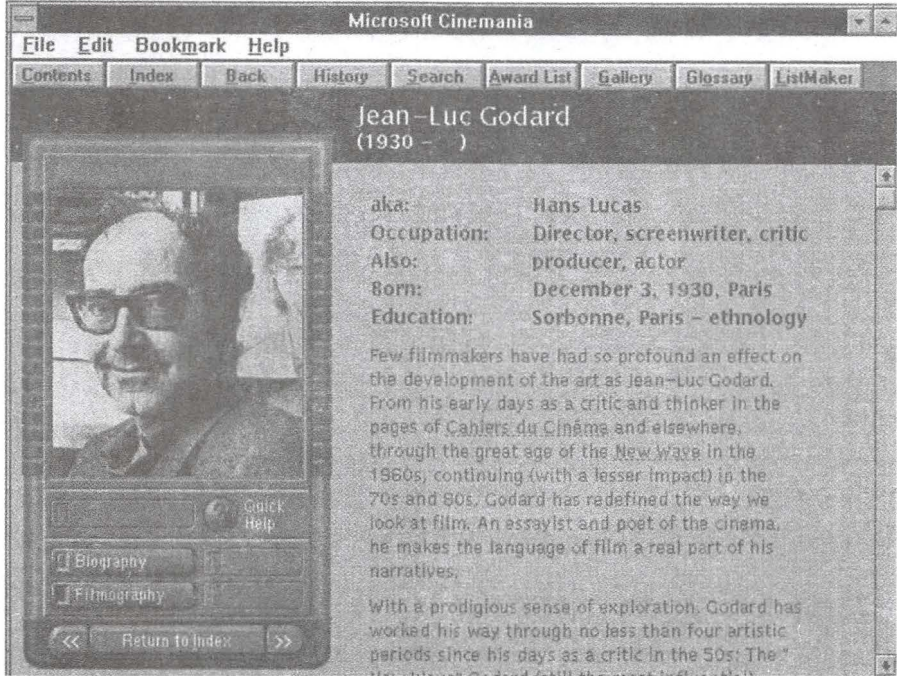 Microsoft Cinemania
File Edit Bookmark Help
Contents Index Back History Search Award List Gallery Glossary ListMaker
Jean-Luc Godard
(1930 - )
aka: Hans Lucas
Occupation: Director, screenwriter, critic
Also: producer, actor
Born: December 3, 1930, Paris
Education: Sorbonne, Paris - ethnology
Few filmmakers have had so profound an effect on
the development of the art as Jean-Luc Godard.
From his early days as a critic and thinker in the
pages of Cahiers du Cinéma and elsewhere,
through the great age of the New Wave in the
1960s, continuing (with a lesser impact) in the
70s and 80s, Godard has redefined the way we
look at film. An essayist and poet of the cinema,
he makes the language of film a real part of his
narratives.
With a prodigious sense of exploration, Godard has
worked his way through no less than four artistic
periods since his days as a critic in the 50s: The "
New Wave" Godard (still the most influential)
Quick
Help
Biography
Filmography
<< Return to Index >>